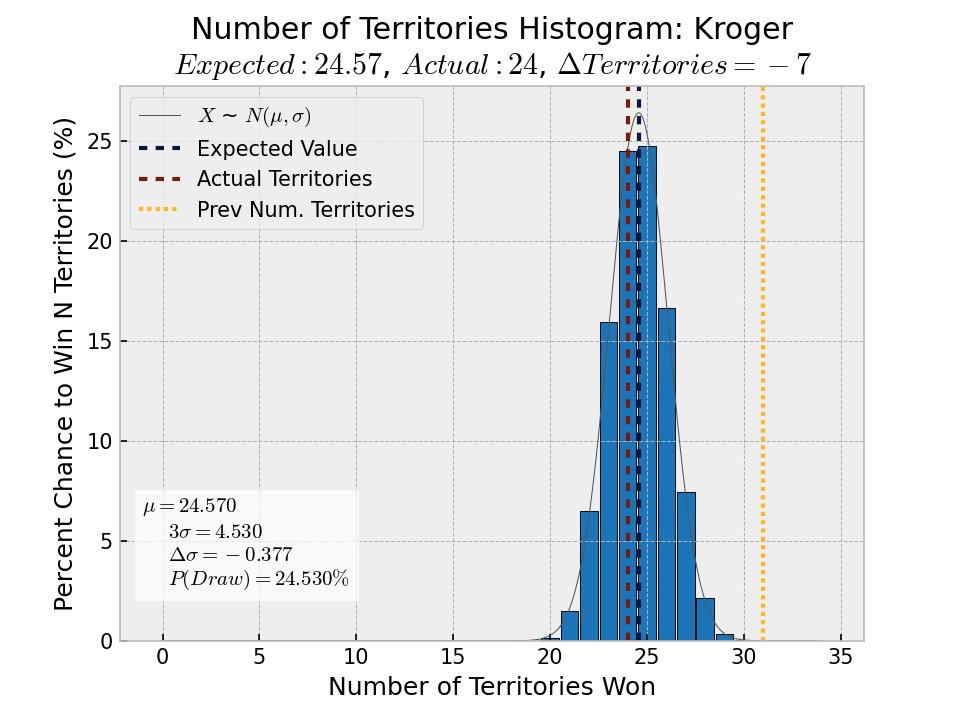 Number of Territories Histogram: Kroger
Expected : 24.57, Actual : 24, ΔTerritories = − 7
X ~ N(μ, σ)
Expected Value
Actual Territories
Prev Num. Territories
Percent Chance to Win N Territories (%)
25
20
15
10
5
0
μ = 24.570
3σ = 4.530
Δσ = − 0.377
P(Draw) = 24.530%
0 5 10 15 20 25 30 35
Number of Territories Won